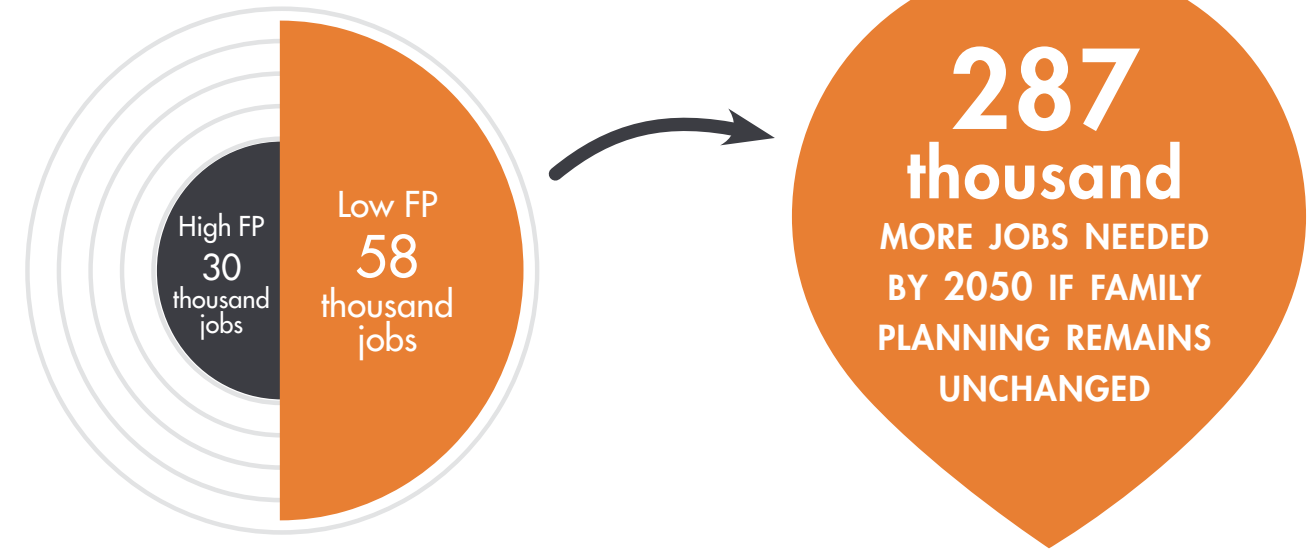 High FP
30
thousand
jobs
Low FP
58
thousand
jobs
287
thousand
MORE JOBS NEEDED
BY 2050 IF FAMILY
PLANNING REMAINS
UNCHANGED